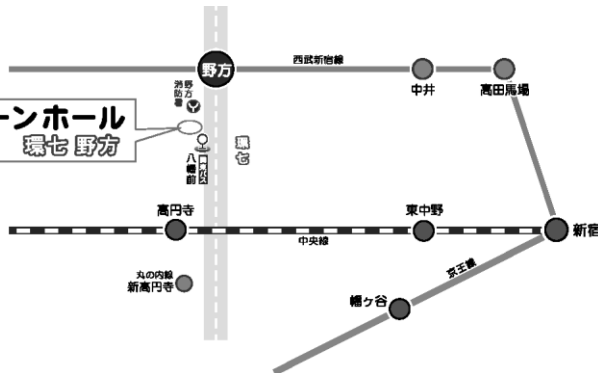 西武新宿線
野方
中井
高田馬場
野方
消防署
ーンホール
環七 野方
環七
関東バス
八幡前
高円寺
東中野
新宿
中央線
丸の内線
新高円寺
京王線
幡ヶ谷